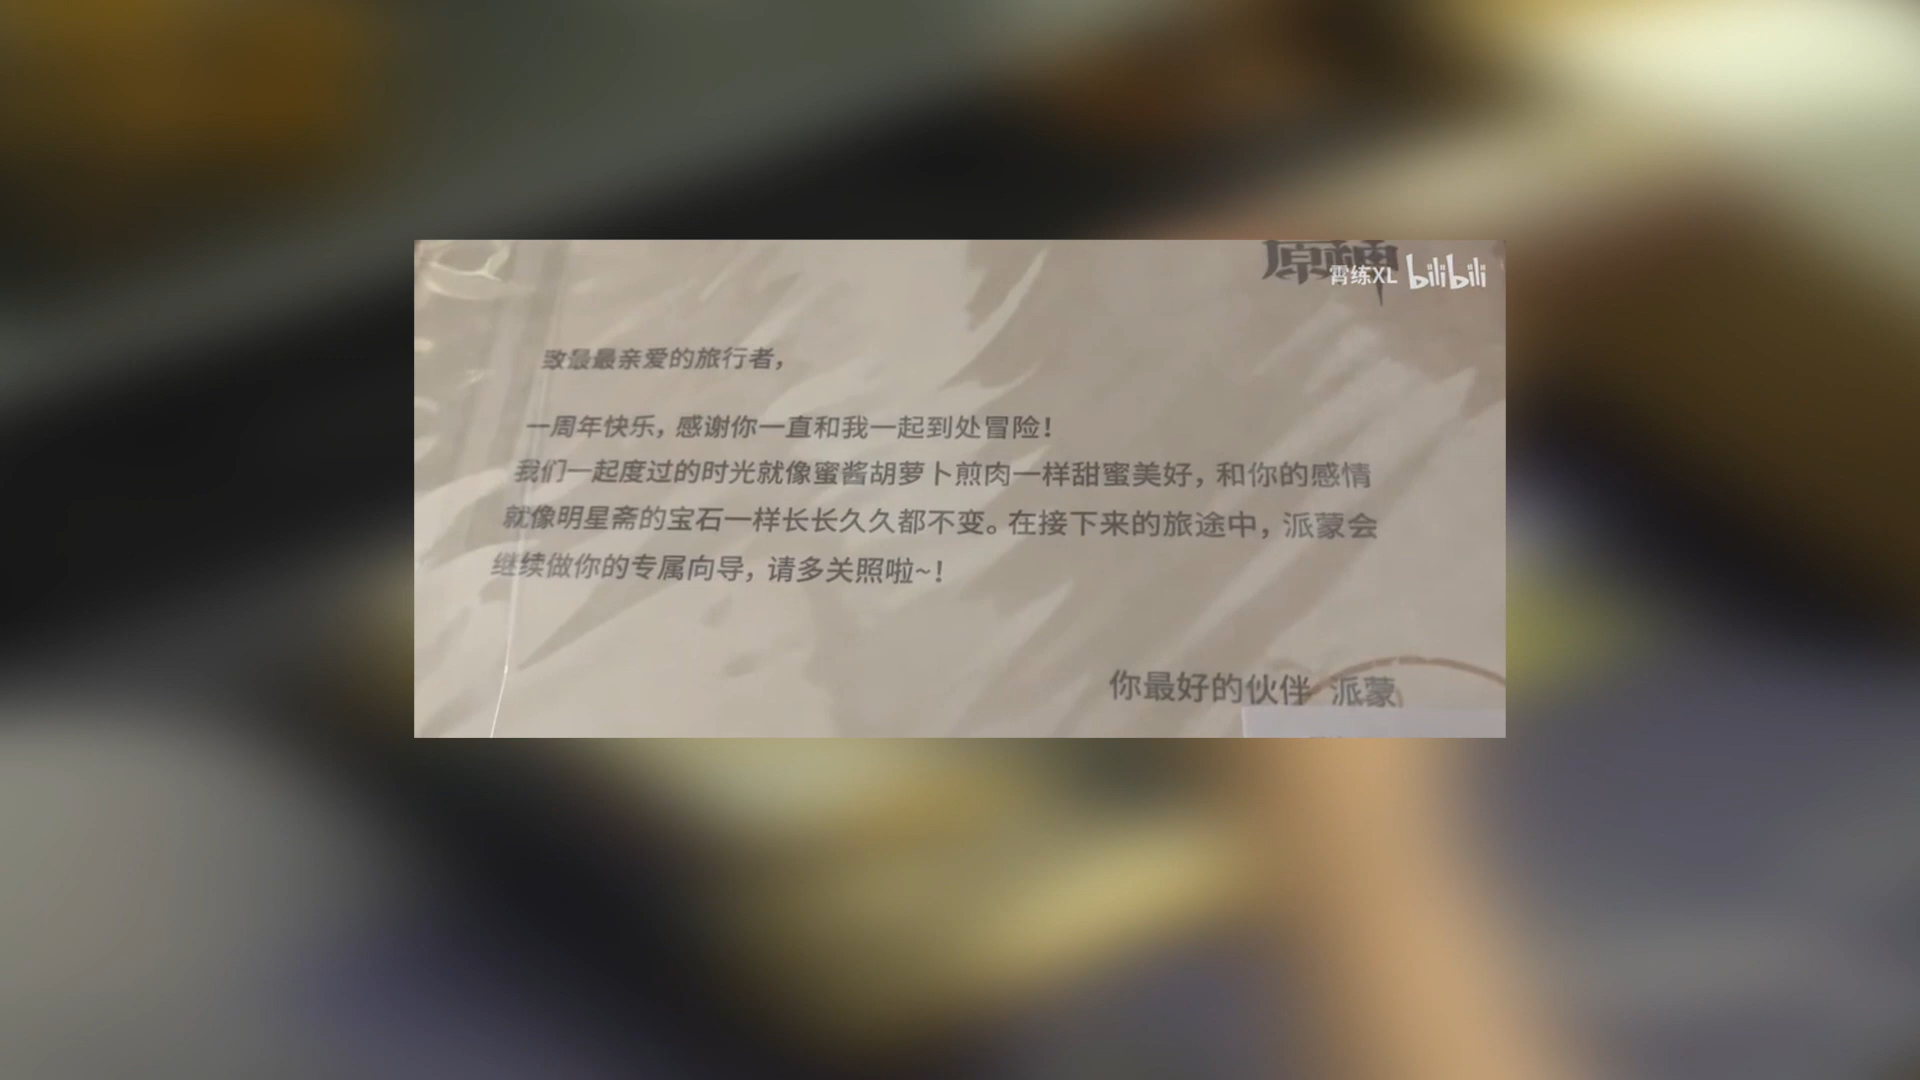 原神
霄练XL bilibili
致最最亲爱的旅行者，
一周年快乐，感谢你一直和我一起到处冒险！
我们一起度过的时光就像蜜酱胡萝卜煎肉一样甜蜜美好，和你的感情
就像明星斋的宝石一样长长久久都不变。在接下来的旅途中，派蒙会
继续做你的专属向导，请多关照啦~！
你最好的伙伴 派蒙